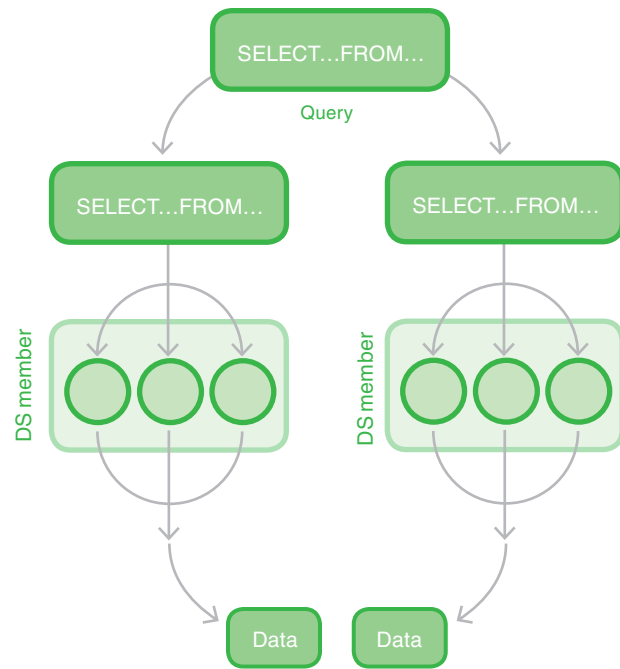 SELECT…FROM…
Query
SELECT…FROM…
SELECT…FROM…
DS member
DS member
Data
Data